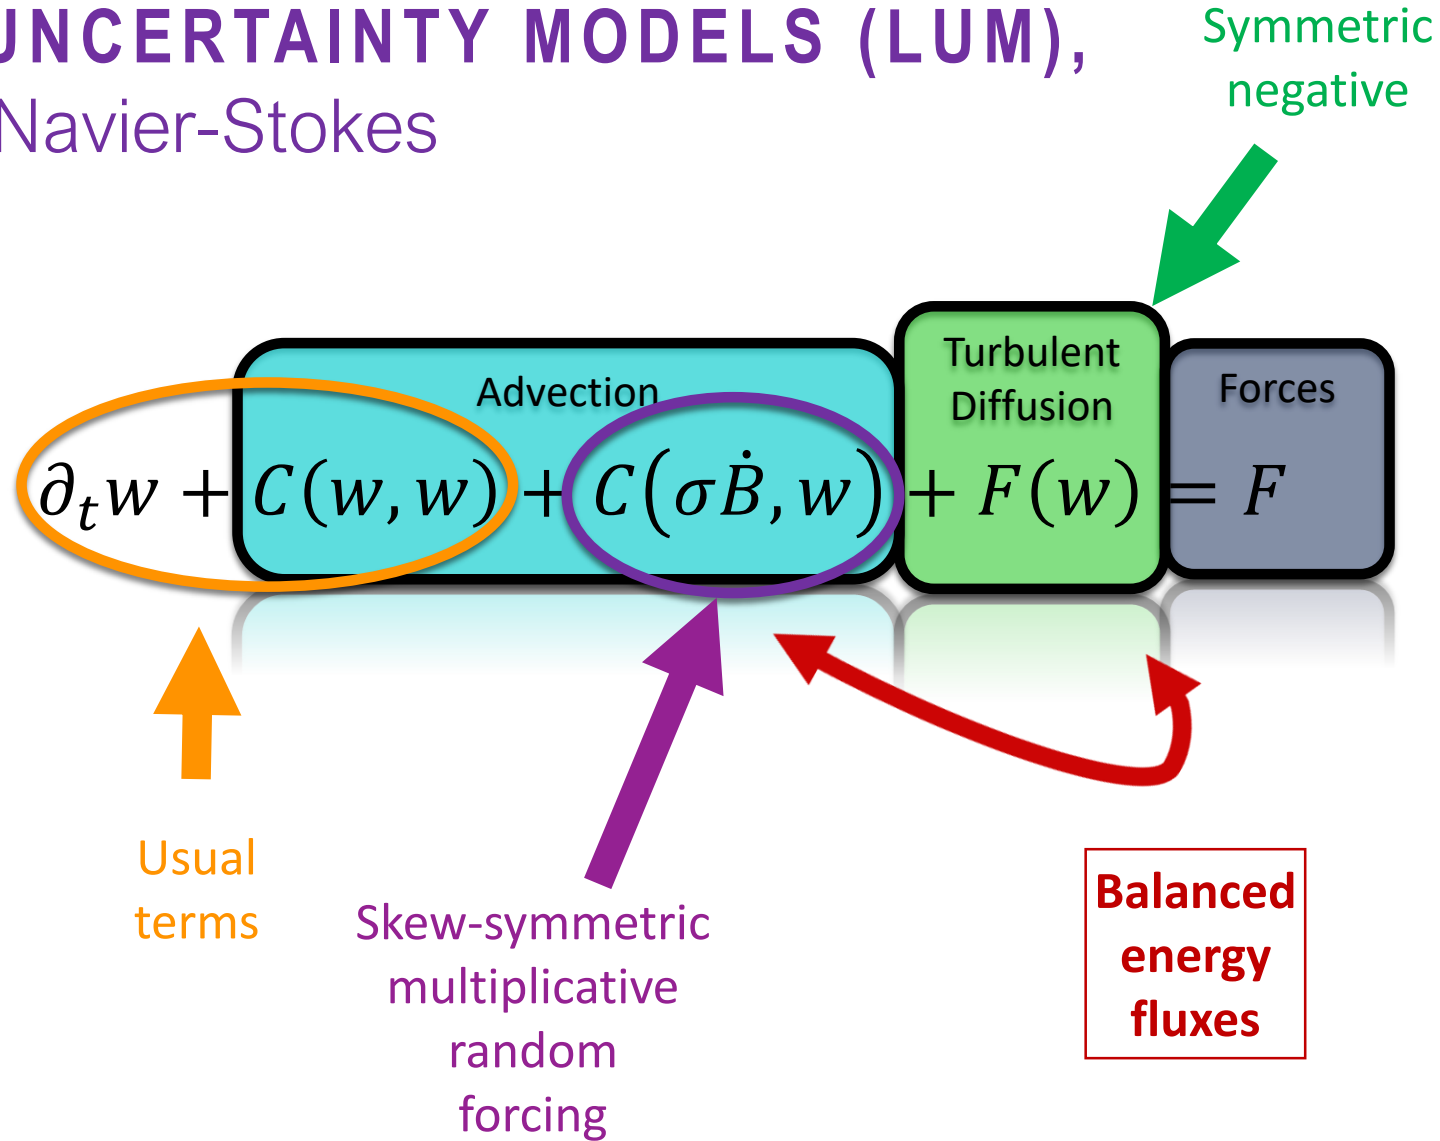 UNCERTAINTY MODELS (LUM),
Navier-Stokes
Symmetric
negative
Advection
Turbulent
Diffusion
Forces
∂ₜw + C(w, w) + C(σḂ, w) + F(w) = F
Usual
terms
Skew-symmetric
multiplicative
random
forcing
Balanced
energy
fluxes